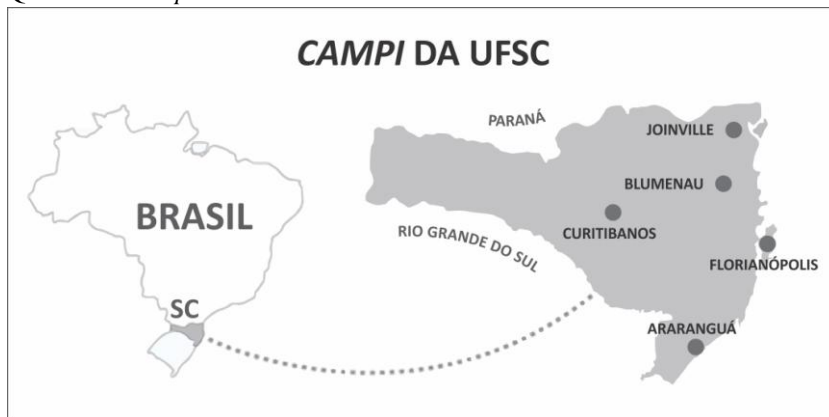 CAMPI DA UFSC
PARANÁ
JOINVILLE
BLUMENAU
BRASIL
CURITIBANOS
RIO GRANDE DO SUL
FLORIANÓPOLIS
SC
ARARANGUÁ